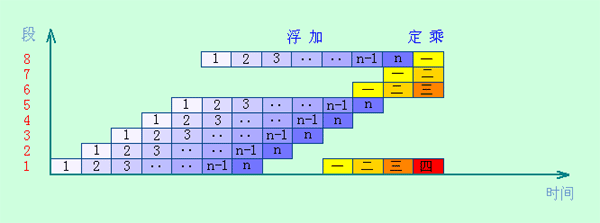 段 浮加 定乘
8 1 2 3 ·· ·· n-1 n 一
7 一 二
6 一 二 三
5 1 2 3 ·· ·· n-1 n
4 1 2 3 ·· ·· n-1 n
3 1 2 3 ·· ·· n-1 n
2 1 2 3 ·· ·· n-1 n
1 1 2 3 ·· ·· n-1 n 一 二 三 四
时间